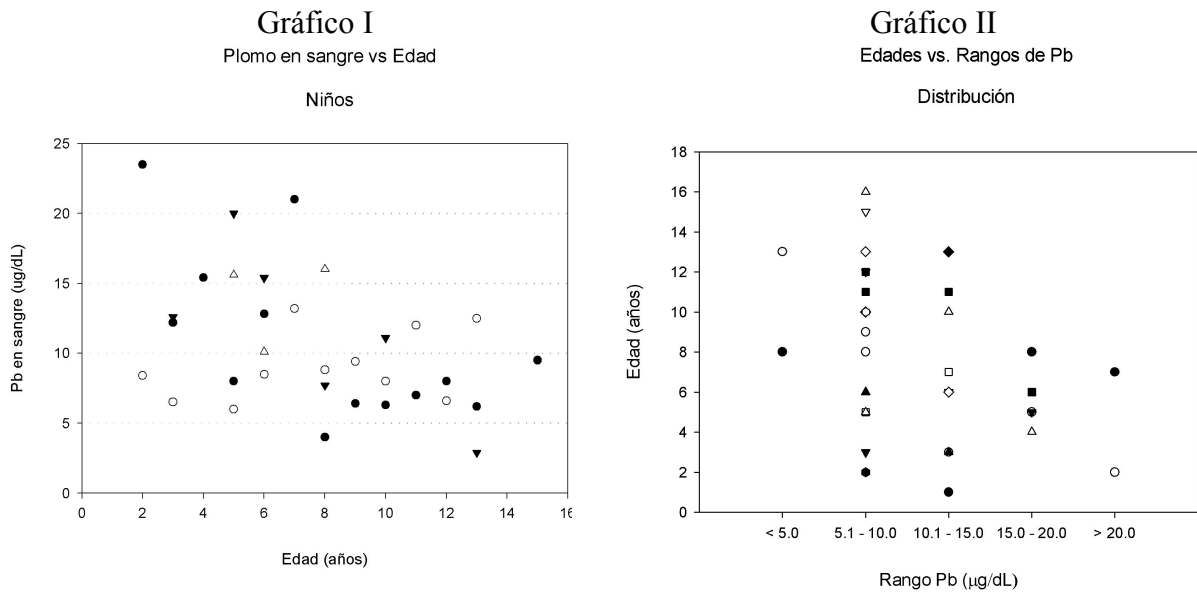 Gráfico I
Plomo en sangre vs Edad
Niños
25
20
15
10
5
0
Pb en sangre (ug/dL)
0 2 4 6 8 10 12 14 16
Edad (años)
Gráfico II
Edades vs. Rangos de Pb
Distribución
18
16
14
12
10
8
6
4
2
0
Edad (años)
< 5.0 5.1 - 10.0 10.1 - 15.0 15.0 - 20.0 > 20.0
Rango Pb (μg/dL)